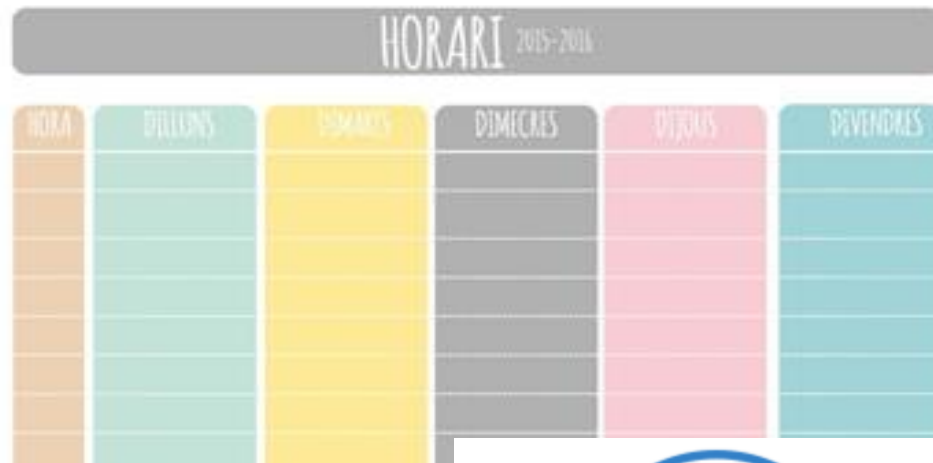 HORARI 2015-2016
HORA DILLUNS DIMARTS DIMECRES DIJOUS DIVENDRES